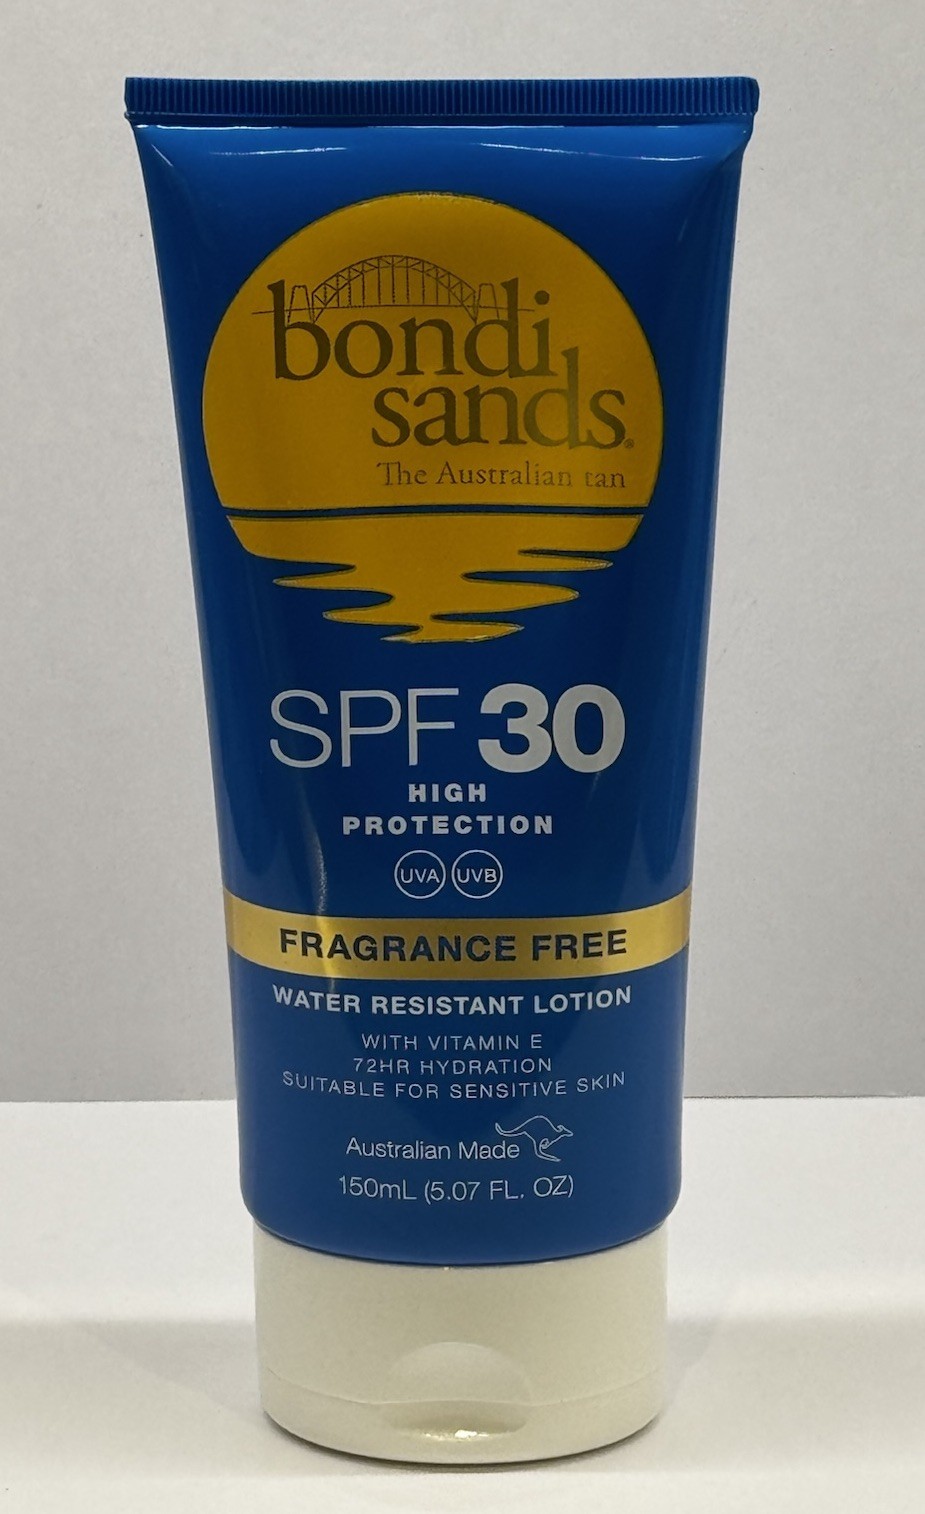 bondi
sands®
The Australian tan
SPF 30
HIGH
PROTECTION
UVA UVB
FRAGRANCE FREE
WATER RESISTANT LOTION
WITH VITAMIN E
72HR HYDRATION
SUITABLE FOR SENSITIVE SKIN
Australian Made
150mL (5.07 FL. OZ)